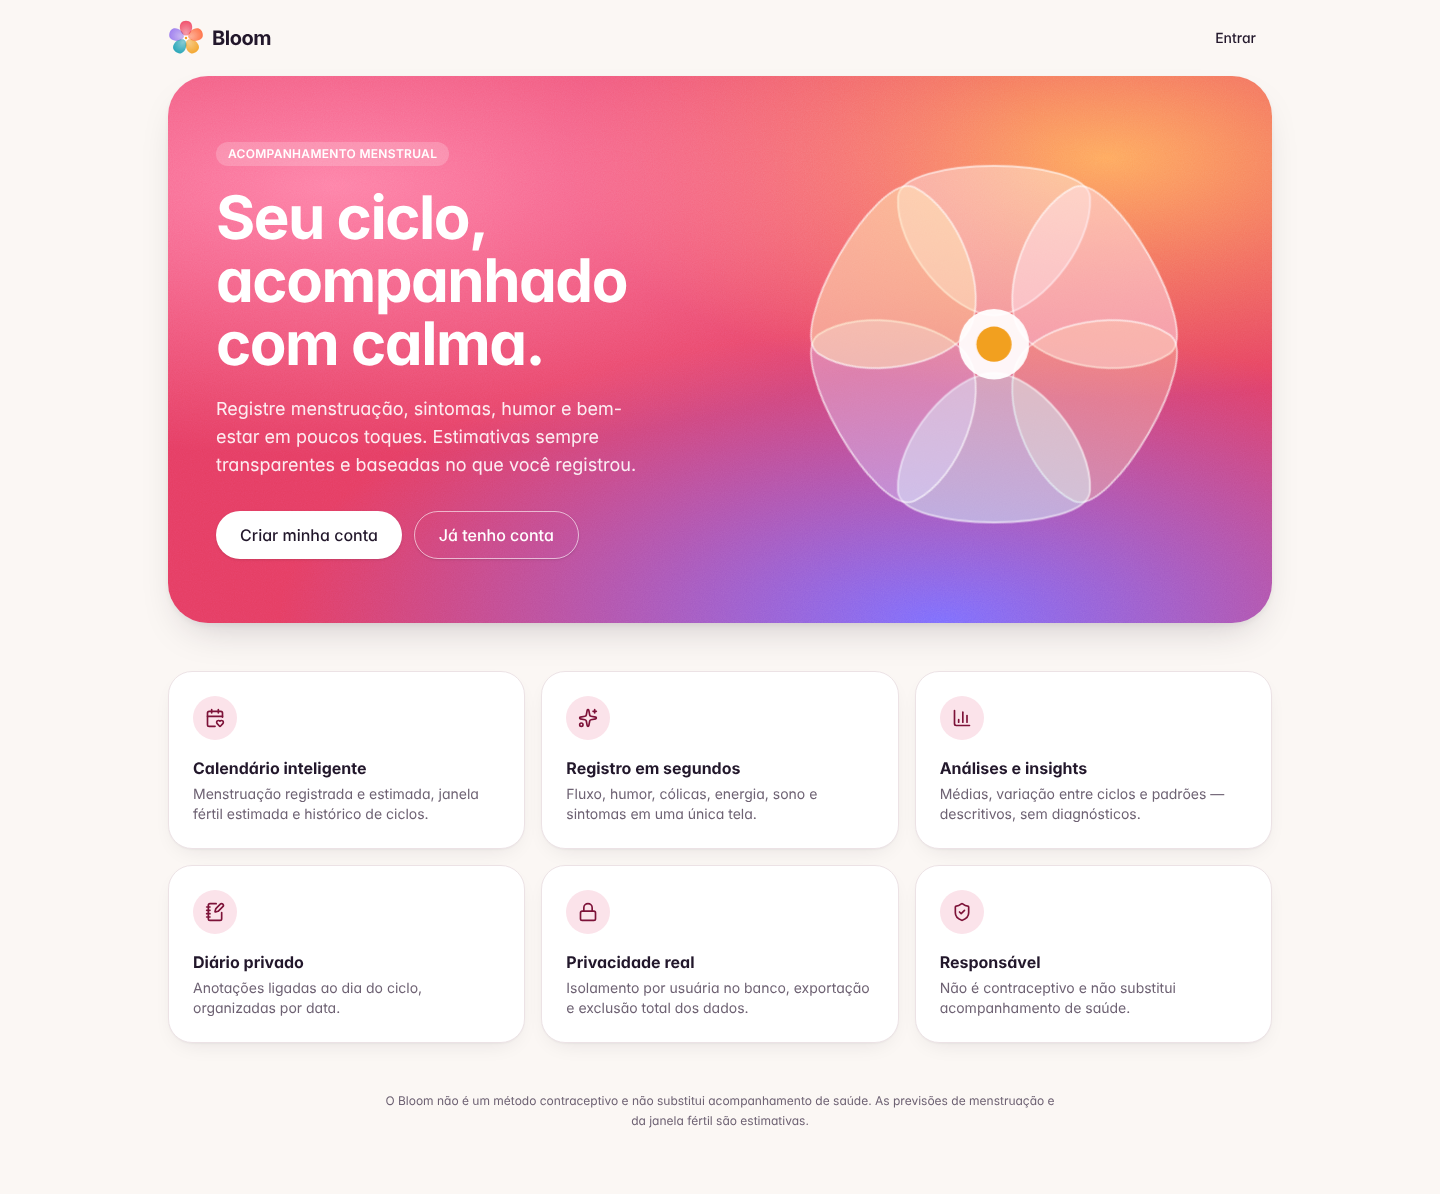 Bloom
Entrar
ACOMPANHAMENTO MENSTRUAL
Seu ciclo,
acompanhado
com calma.
Registre menstruação, sintomas, humor e bem-
estar em poucos toques. Estimativas sempre
transparentes e baseadas no que você registrou.
Criar minha conta
Já tenho conta
Calendário inteligente
Menstruação registrada e estimada, janela
fértil estimada e histórico de ciclos.
Registro em segundos
Fluxo, humor, cólicas, energia, sono e
sintomas em uma única tela.
Análises e insights
Médias, variação entre ciclos e padrões —
descritivos, sem diagnósticos.
Diário privado
Anotações ligadas ao dia do ciclo,
organizadas por data.
Privacidade real
Isolamento por usuária no banco, exportação
e exclusão total dos dados.
Responsável
Não é contraceptivo e não substitui
acompanhamento de saúde.
O Bloom não é um método contraceptivo e não substitui acompanhamento de saúde. As previsões de menstruação e
da janela fértil são estimativas.